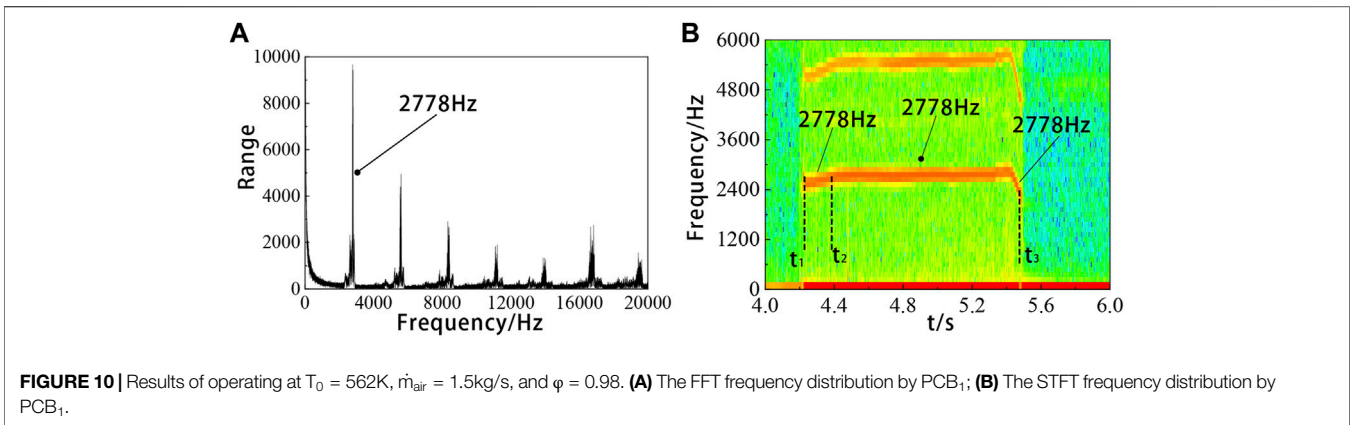 A
10000
8000
6000
4000
2000
0
Range
2778Hz
0
4000
8000
12000
16000
20000
Frequency/Hz
B
6000
4800
3600
2400
1200
0
Frequency/Hz
2778Hz
2778Hz
2778Hz
t₁
t₂
t₃
4.0
4.4
4.8
5.2
5.6
6.0
t/s
FIGURE 10 | Results of operating at T₀ = 562K, ṁair = 1.5kg/s, and φ = 0.98. (A) The FFT frequency distribution by PCB₁; (B) The STFT frequency distribution by
PCB₁.